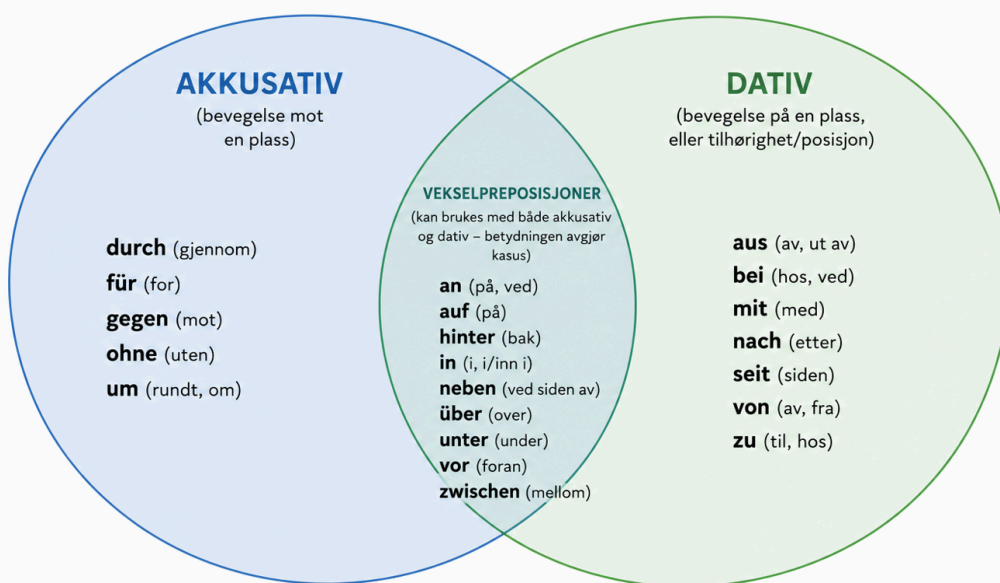 AKKUSATIV
(bevegelse mot
en plass)
durch (gjennom)
für (for)
gegen (mot)
ohne (uten)
um (rundt, om)
VEKSELPREPOSISJONER
(kan brukes med både akkusativ
og dativ – betydningen avgjør
kasus)
an (på, ved)
auf (på)
hinter (bak)
in (i, i/inn i)
neben (ved siden av)
über (over)
unter (under)
vor (foran)
zwischen (mellom)
DATIV
(bevegelse på en plass,
eller tilhørighet/posisjon)
aus (av, ut av)
bei (hos, ved)
mit (med)
nach (etter)
seit (siden)
von (av, fra)
zu (til, hos)